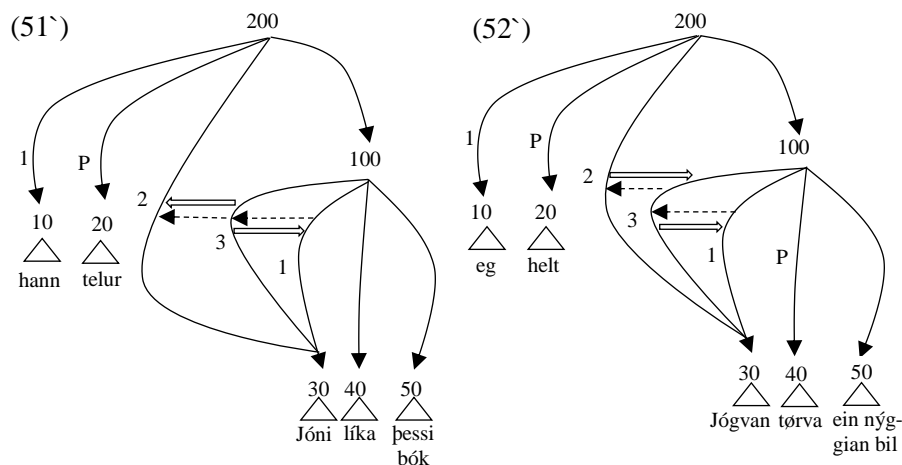 (51`) 200
1 P 100
2
10 20
3 1
hann telur
30 40 50
Jóni líka þessi
bók
(52`) 200
1 P 100
2
10 20
3 1 P
eg helt
30 40 50
Jógvan tørva ein nýg-
gian bil